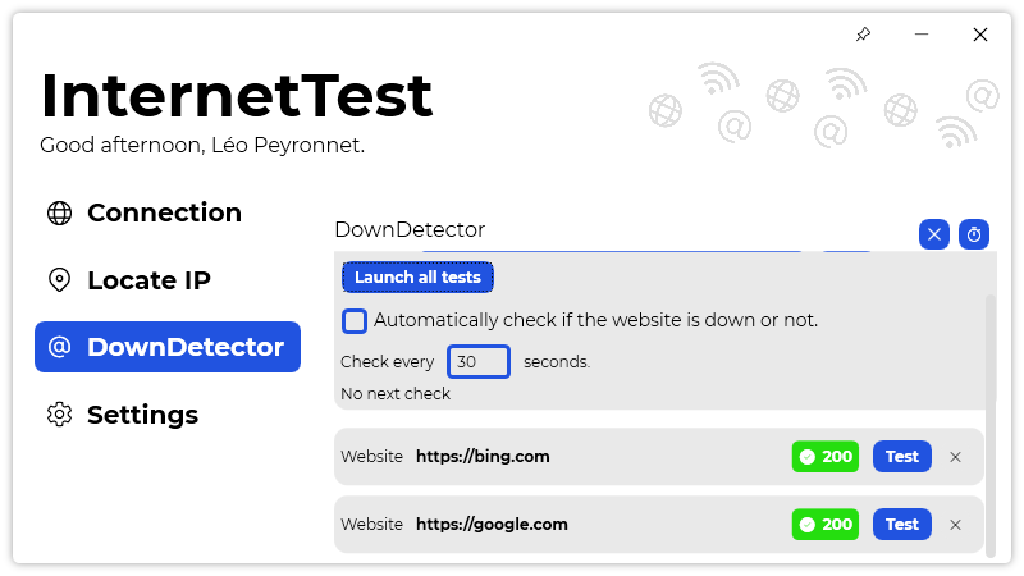 InternetTest
Good afternoon, Léo Peyronnet.
Connection
Locate IP
@ DownDetector
Settings
DownDetector
Launch all tests
Automatically check if the website is down or not.
Check every 30 seconds.
No next check
Website https://bing.com 200 Test
Website https://google.com 200 Test